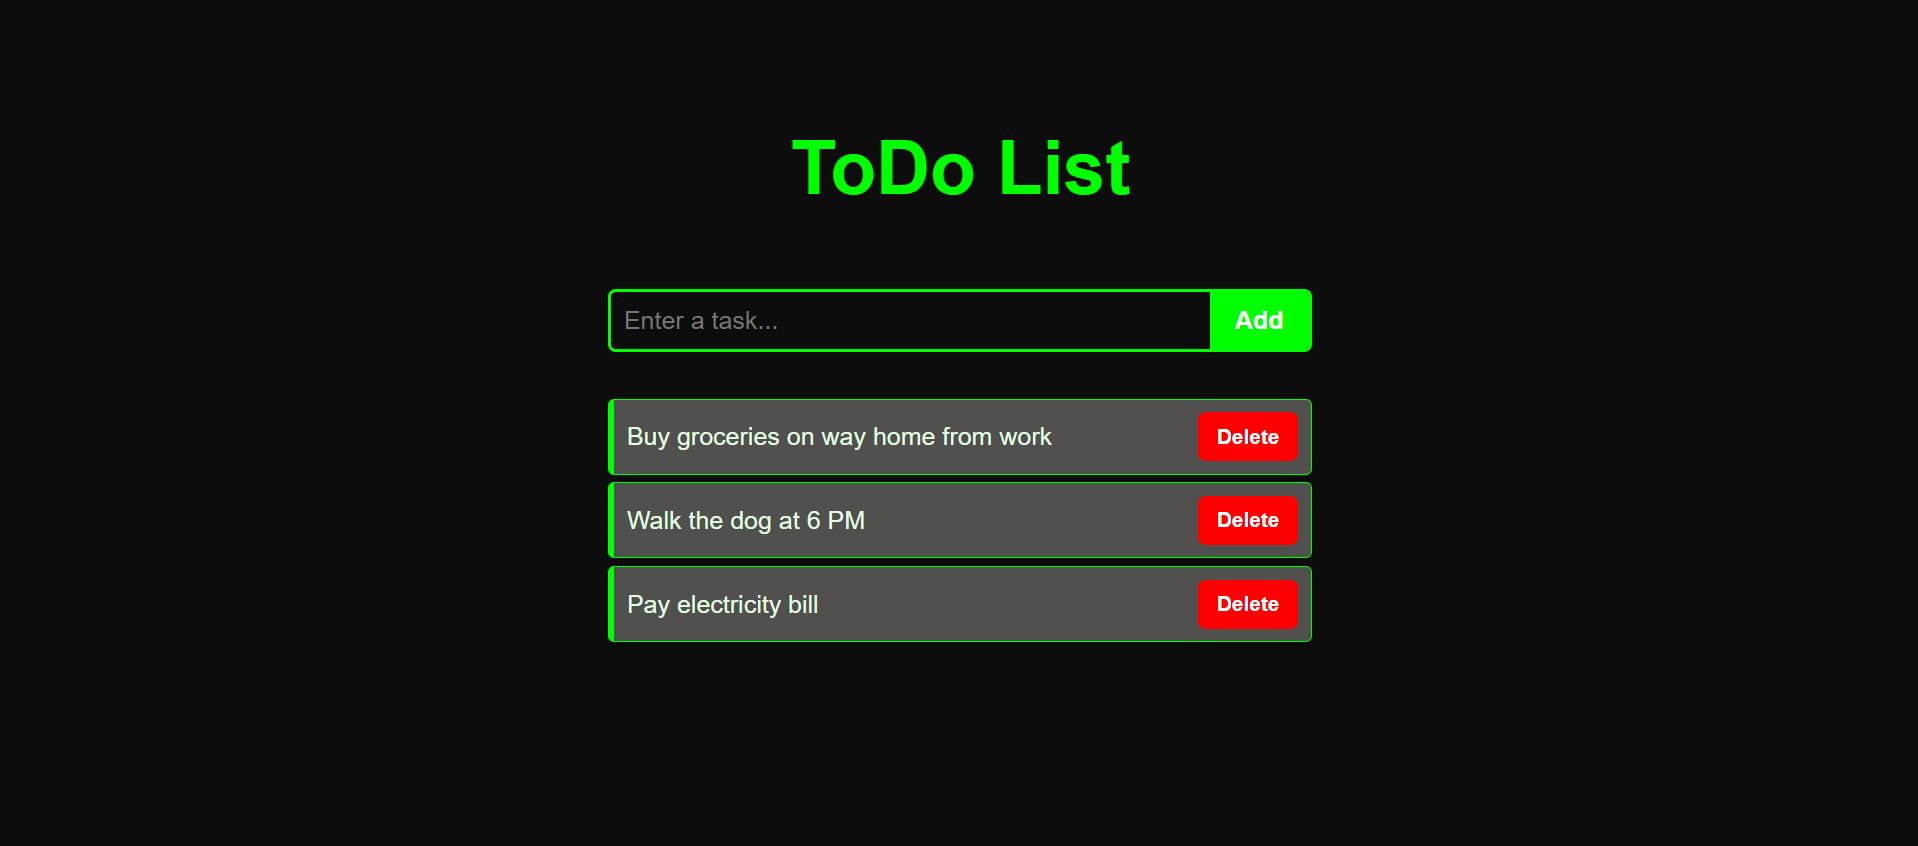 ToDo List
Enter a task...
Add
Buy groceries on way home from work
Delete
Walk the dog at 6 PM
Delete
Pay electricity bill
Delete